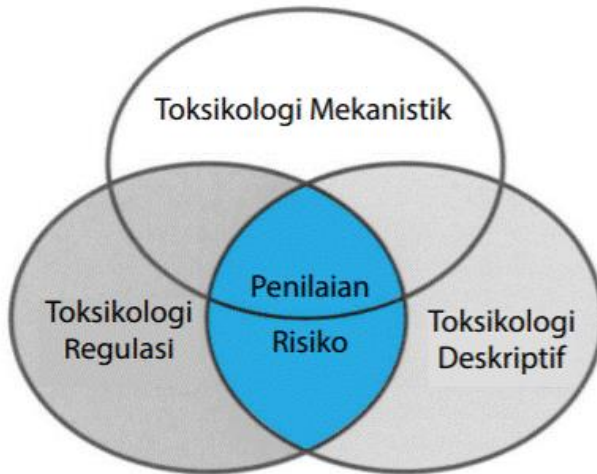 Toksikologi Mekanistik
Toksikologi
Regulasi
Penilaian
Risiko
Toksikologi
Deskriptif